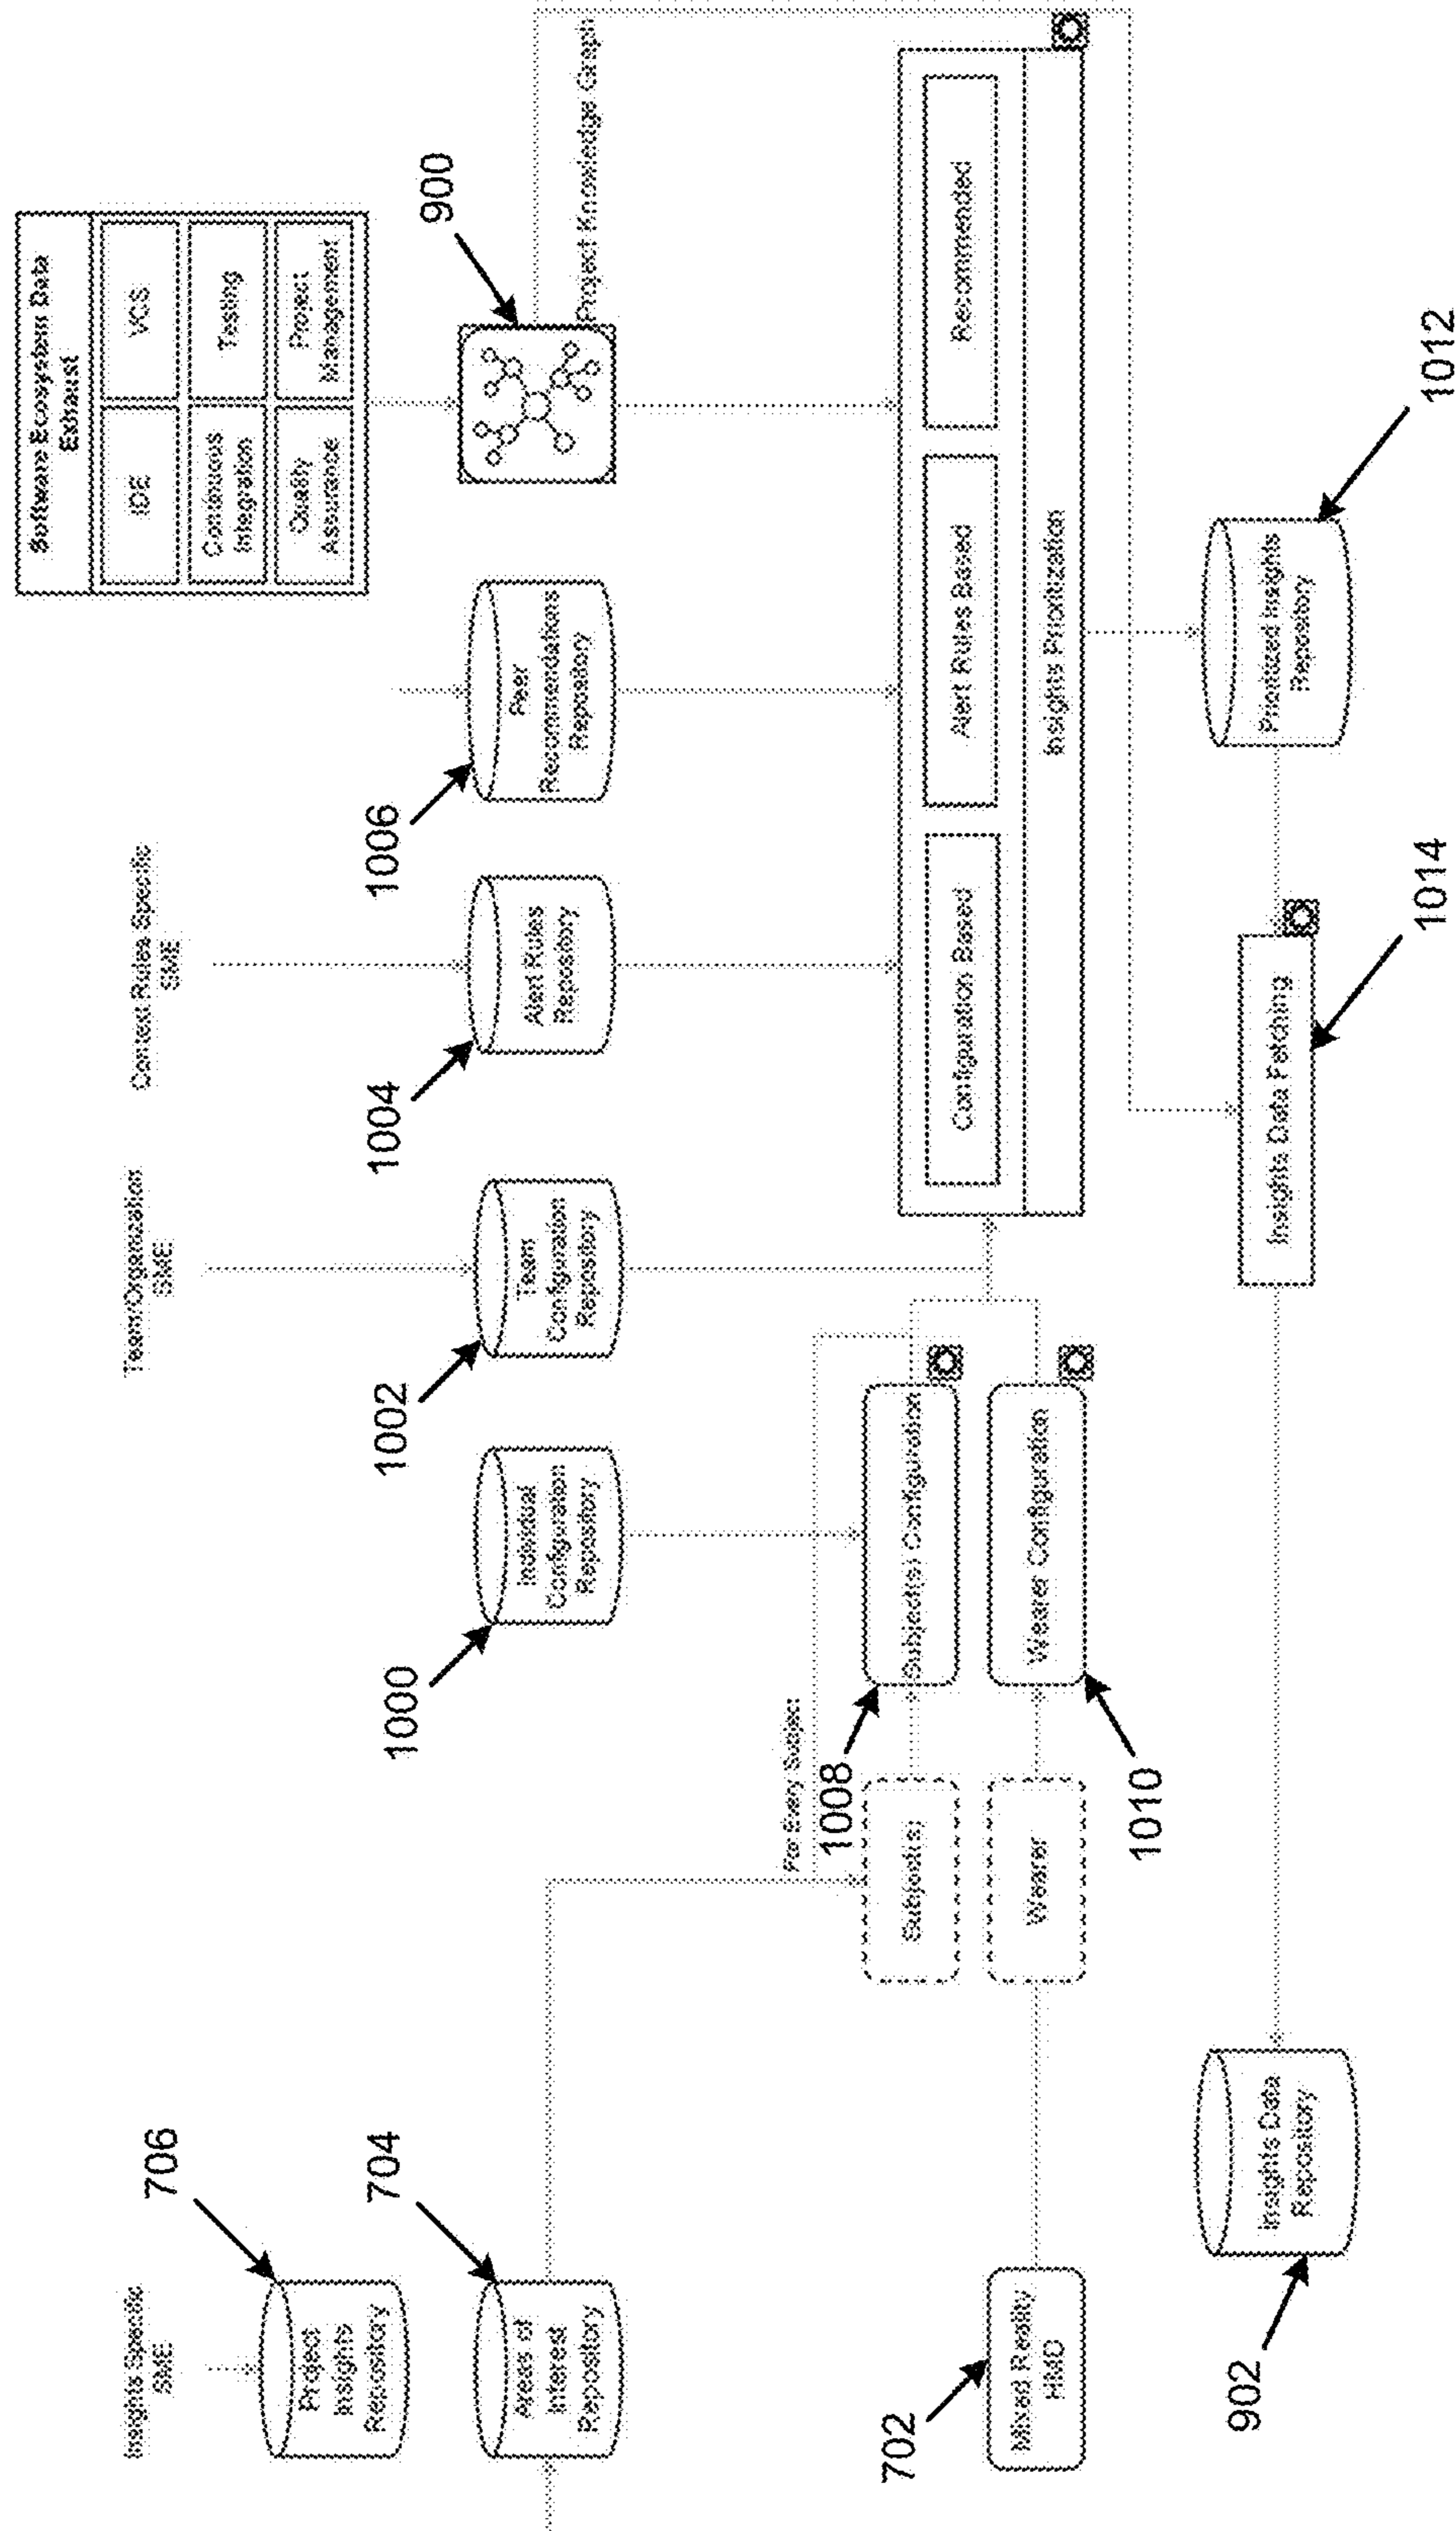 Insights Specific
SME
706
Project
Insights
Repository
704
Areas of
Interest
Repository
702
Mixed Reality
HMD
902
Insights Data
Repository
Team/Organization
SME
Context Rules Specific
SME
1000
Individual
Configuration
Repository
1002
Team
Configuration
Repository
1004
Alert Rules
Repository
1006
Peer
Recommendations
Repository
Software Ecosystem Data
Exhaust
IDE
VCS
Continuous
Integration
Testing
Quality
Assurance
Project
Management
900
Project Knowledge Graph
For Every Subject
Subject(s)
1008
Subject(s) Configuration
Wearer
Wearer Configuration
1010
Configuration Based
Alert Rules Based
Recommended
Insights Prioritization
Insights Data Fetching
1014
Prioritized Insights
Repository
1012